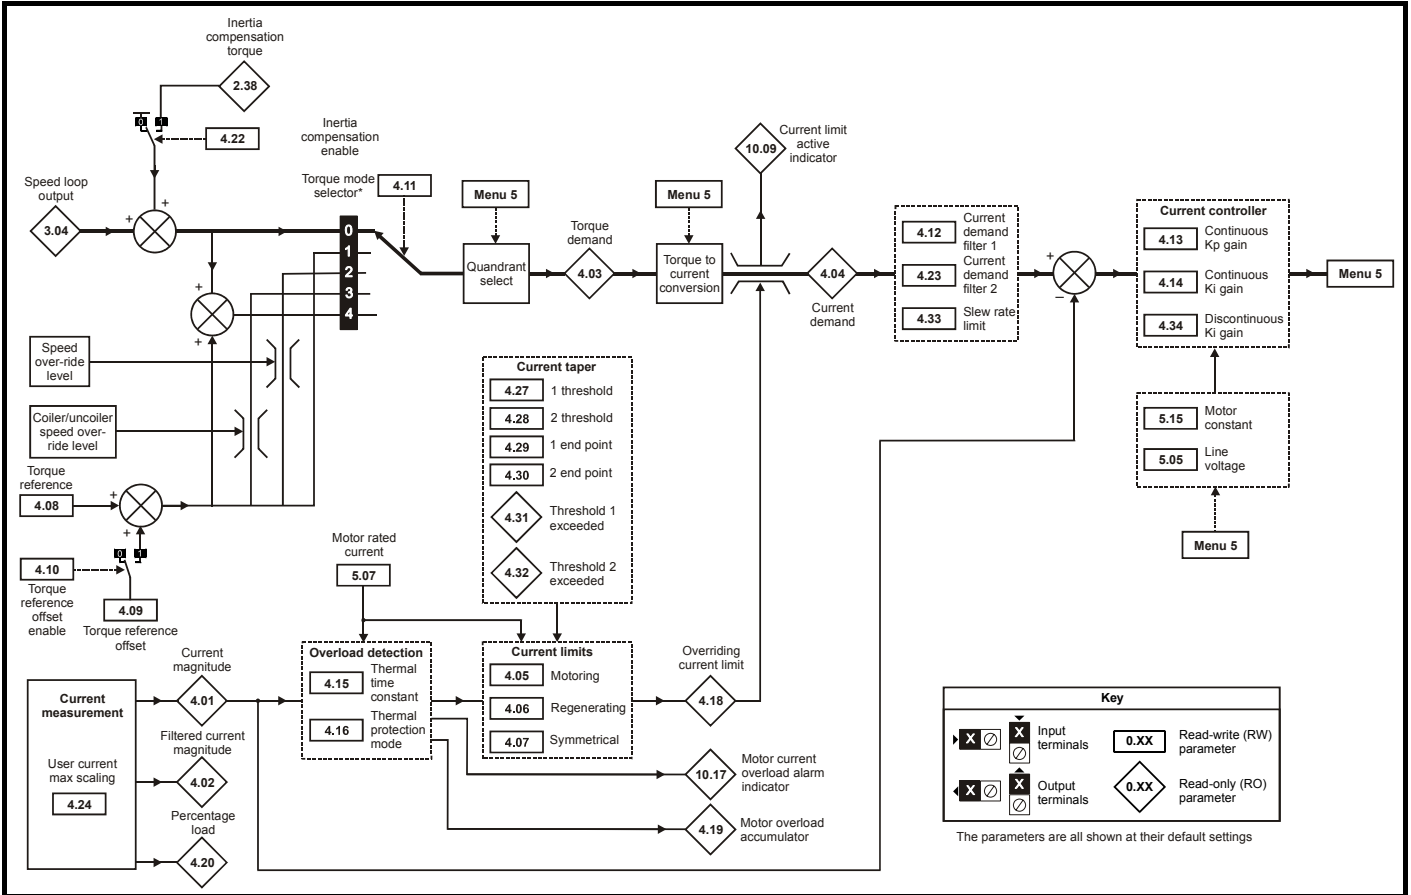 Inertia
compensation
torque
2.38
0 1
4.22
Inertia
compensation
enable
Speed loop
output
3.04
+
+
Torque mode
selector*
4.11
0
1
2
3
4
Menu 5
Quandrant
select
Torque
demand
4.03
Menu 5
Torque to
current
conversion
10.09
Current limit
active
indicator
4.04
Current
demand
4.12
Current
demand
filter 1
4.23
Current
demand
filter 2
4.33
Slew rate
limit
+
–
Current controller
4.13
Continuous
Kp gain
4.14
Continuous
Ki gain
4.34
Discontinuous
Ki gain
Menu 5
5.15
Motor
constant
5.05
Line
voltage
Menu 5
+
+
Speed
over-ride
level
Coiler/uncoiler
speed over-
ride level
Torque
reference
4.08
+
+
0 1
4.10
Torque
reference
offset
enable
4.09
Torque reference
offset
Current taper
4.27
1 threshold
4.28
2 threshold
4.29
1 end point
4.30
2 end point
4.31
Threshold 1
exceeded
4.32
Threshold 2
exceeded
Motor rated
current
5.07
Current
measurement
User current
max scaling
4.24
Current
magnitude
4.01
Filtered current
magnitude
4.02
Percentage
load
4.20
Overload detection
4.15
Thermal
time
constant
4.16
Thermal
protection
mode
Current limits
4.05
Motoring
4.06
Regenerating
4.07
Symmetrical
Overriding
current limit
4.18
10.17
Motor current
overload alarm
indicator
4.19
Motor overload
accumulator
Key
X
X
Input
terminals
0.XX
Read-write (RW)
parameter
X
X
Output
terminals
0.XX
Read-only (RO)
parameter
The parameters are all shown at their default settings